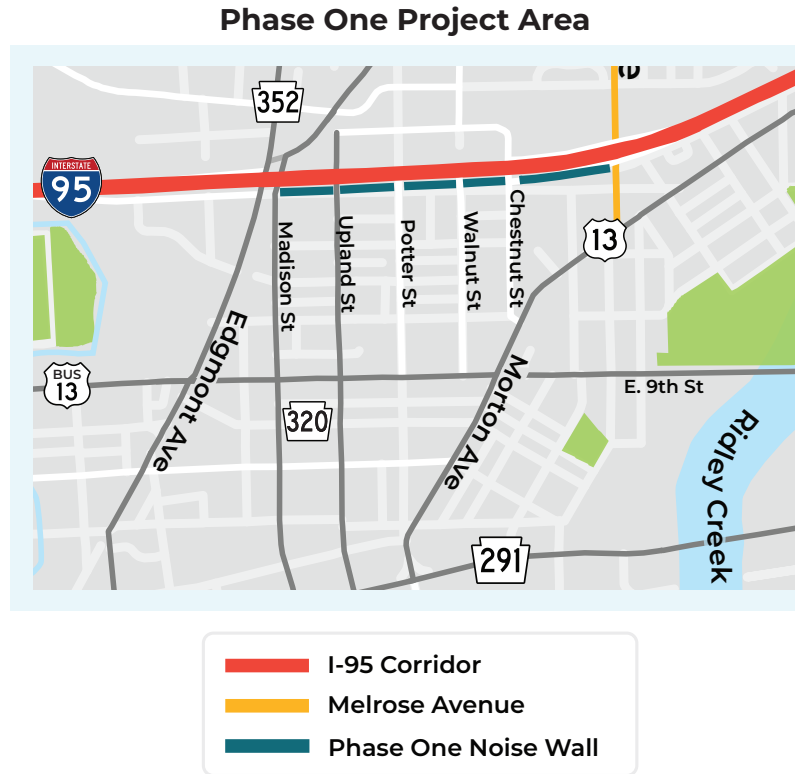 Phase One Project Area
352
INTERSTATE
95
Madison St
Upland St
Potter St
Walnut St
Chestnut St
13
Edgmont Ave
BUS
13
Morton Ave
E. 9th St
320
Ridley Creek
291
I-95 Corridor
Melrose Avenue
Phase One Noise Wall